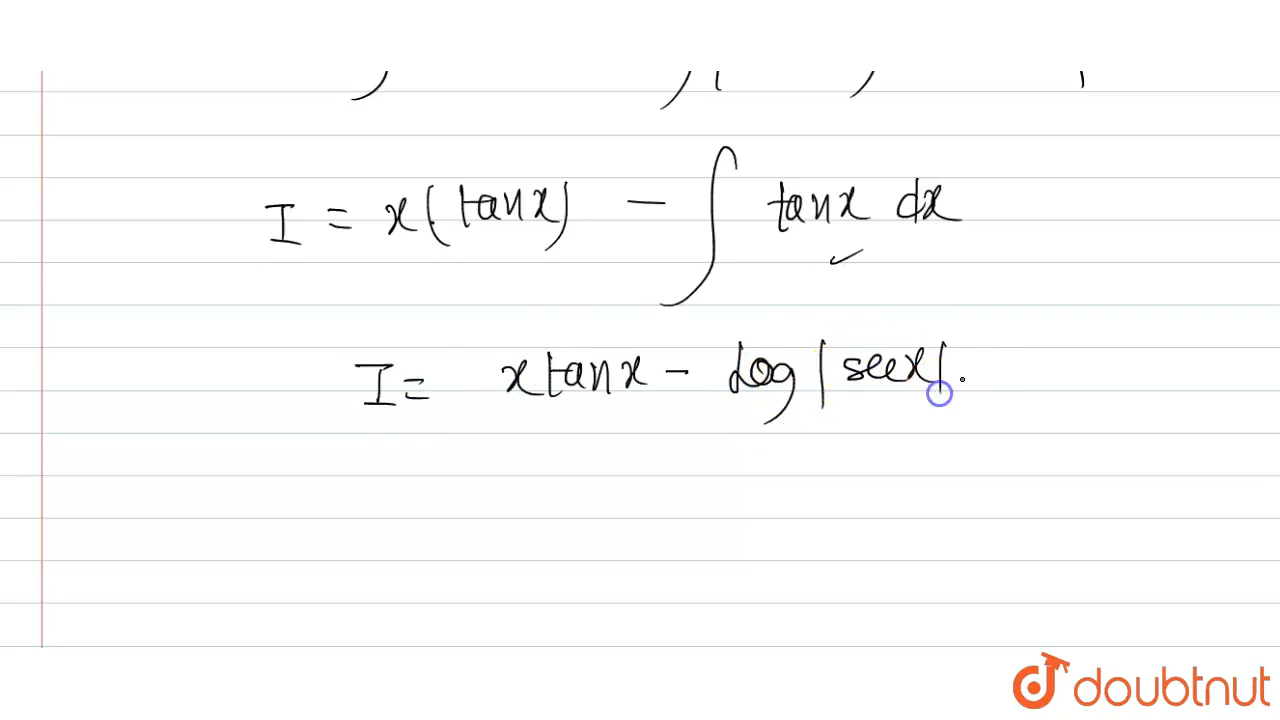 I = x(tanx) - ∫ tanx dx
I = x tanx - log|secx|.
doubtnut